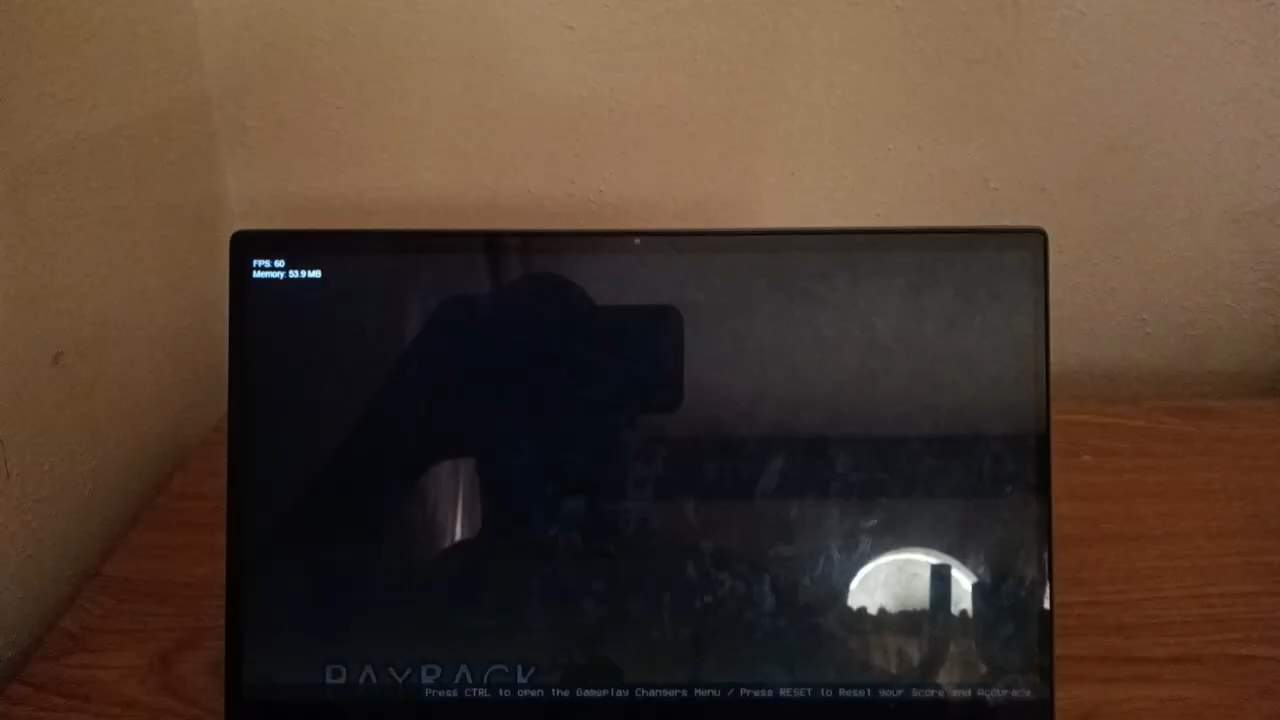 FPS: 60
Memory: 53.9 MB
PAYBACK
Press CTRL to open the Gameplay Changers Menu / Press RESET to Reset your Score and Accuracy.